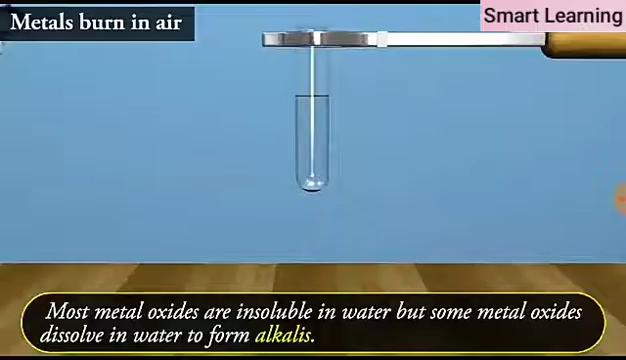 Metals burn in air
Smart Learning
Most metal oxides are insoluble in water but some metal oxides
dissolve in water to form alkalis.